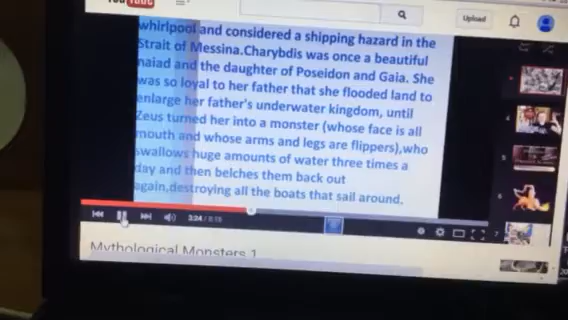 YouTube
Upload
whirlpool and considered a shipping hazard in the
Strait of Messina.Charybdis was once a beautiful
naiad and the daughter of Poseidon and Gaia. She
was so loyal to her father that she flooded land to
enlarge her father's underwater kingdom, until
Zeus turned her into a monster (whose face is all
mouth and whose arms and legs are flippers),who
swallows huge amounts of water three times a
day and then belches them back out
again,destroying all the boats that sail around.
3:24 /
Mythological Monsters 1